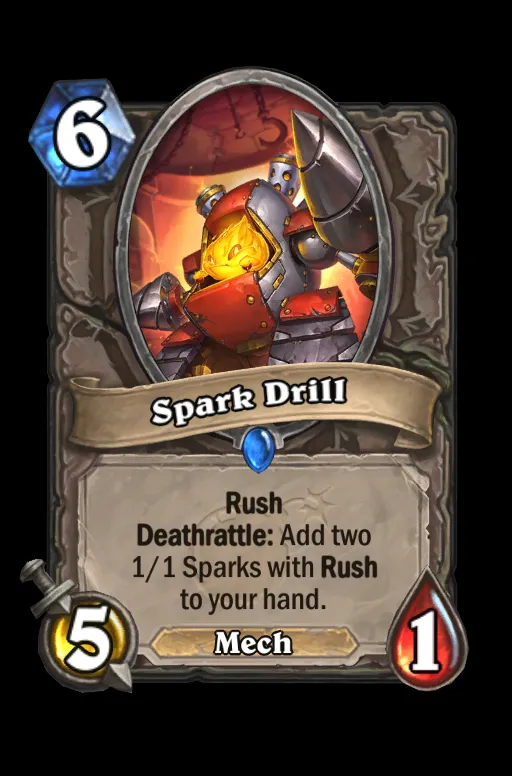 6
Spark Drill
Rush
Deathrattle: Add two
1/1 Sparks with Rush
to your hand.
5
Mech
1